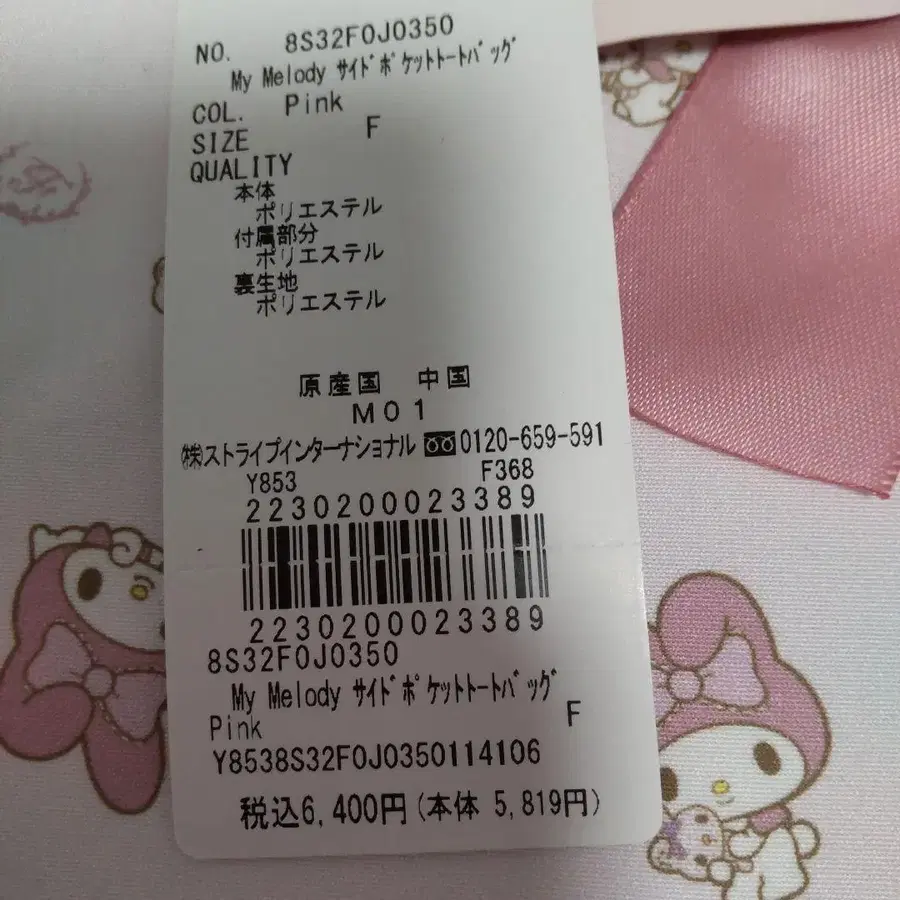 NO. 8S32F0J0350
My Melody サイドポケットトートバッグ
COL. Pink
SIZE F
QUALITY
本体
ポリエステル
付属部分
ポリエステル
裏生地
ポリエステル
原産国 中国
M01
㈱ストライプインターナショナル 0120-659-591
Y853 F368
2230200023389
2230200023389
8S32F0J0350
My Melody サイドポケットトートバッグ
Pink F
Y8538S32F0J0350114106
税込6,400円(本体 5,819円)